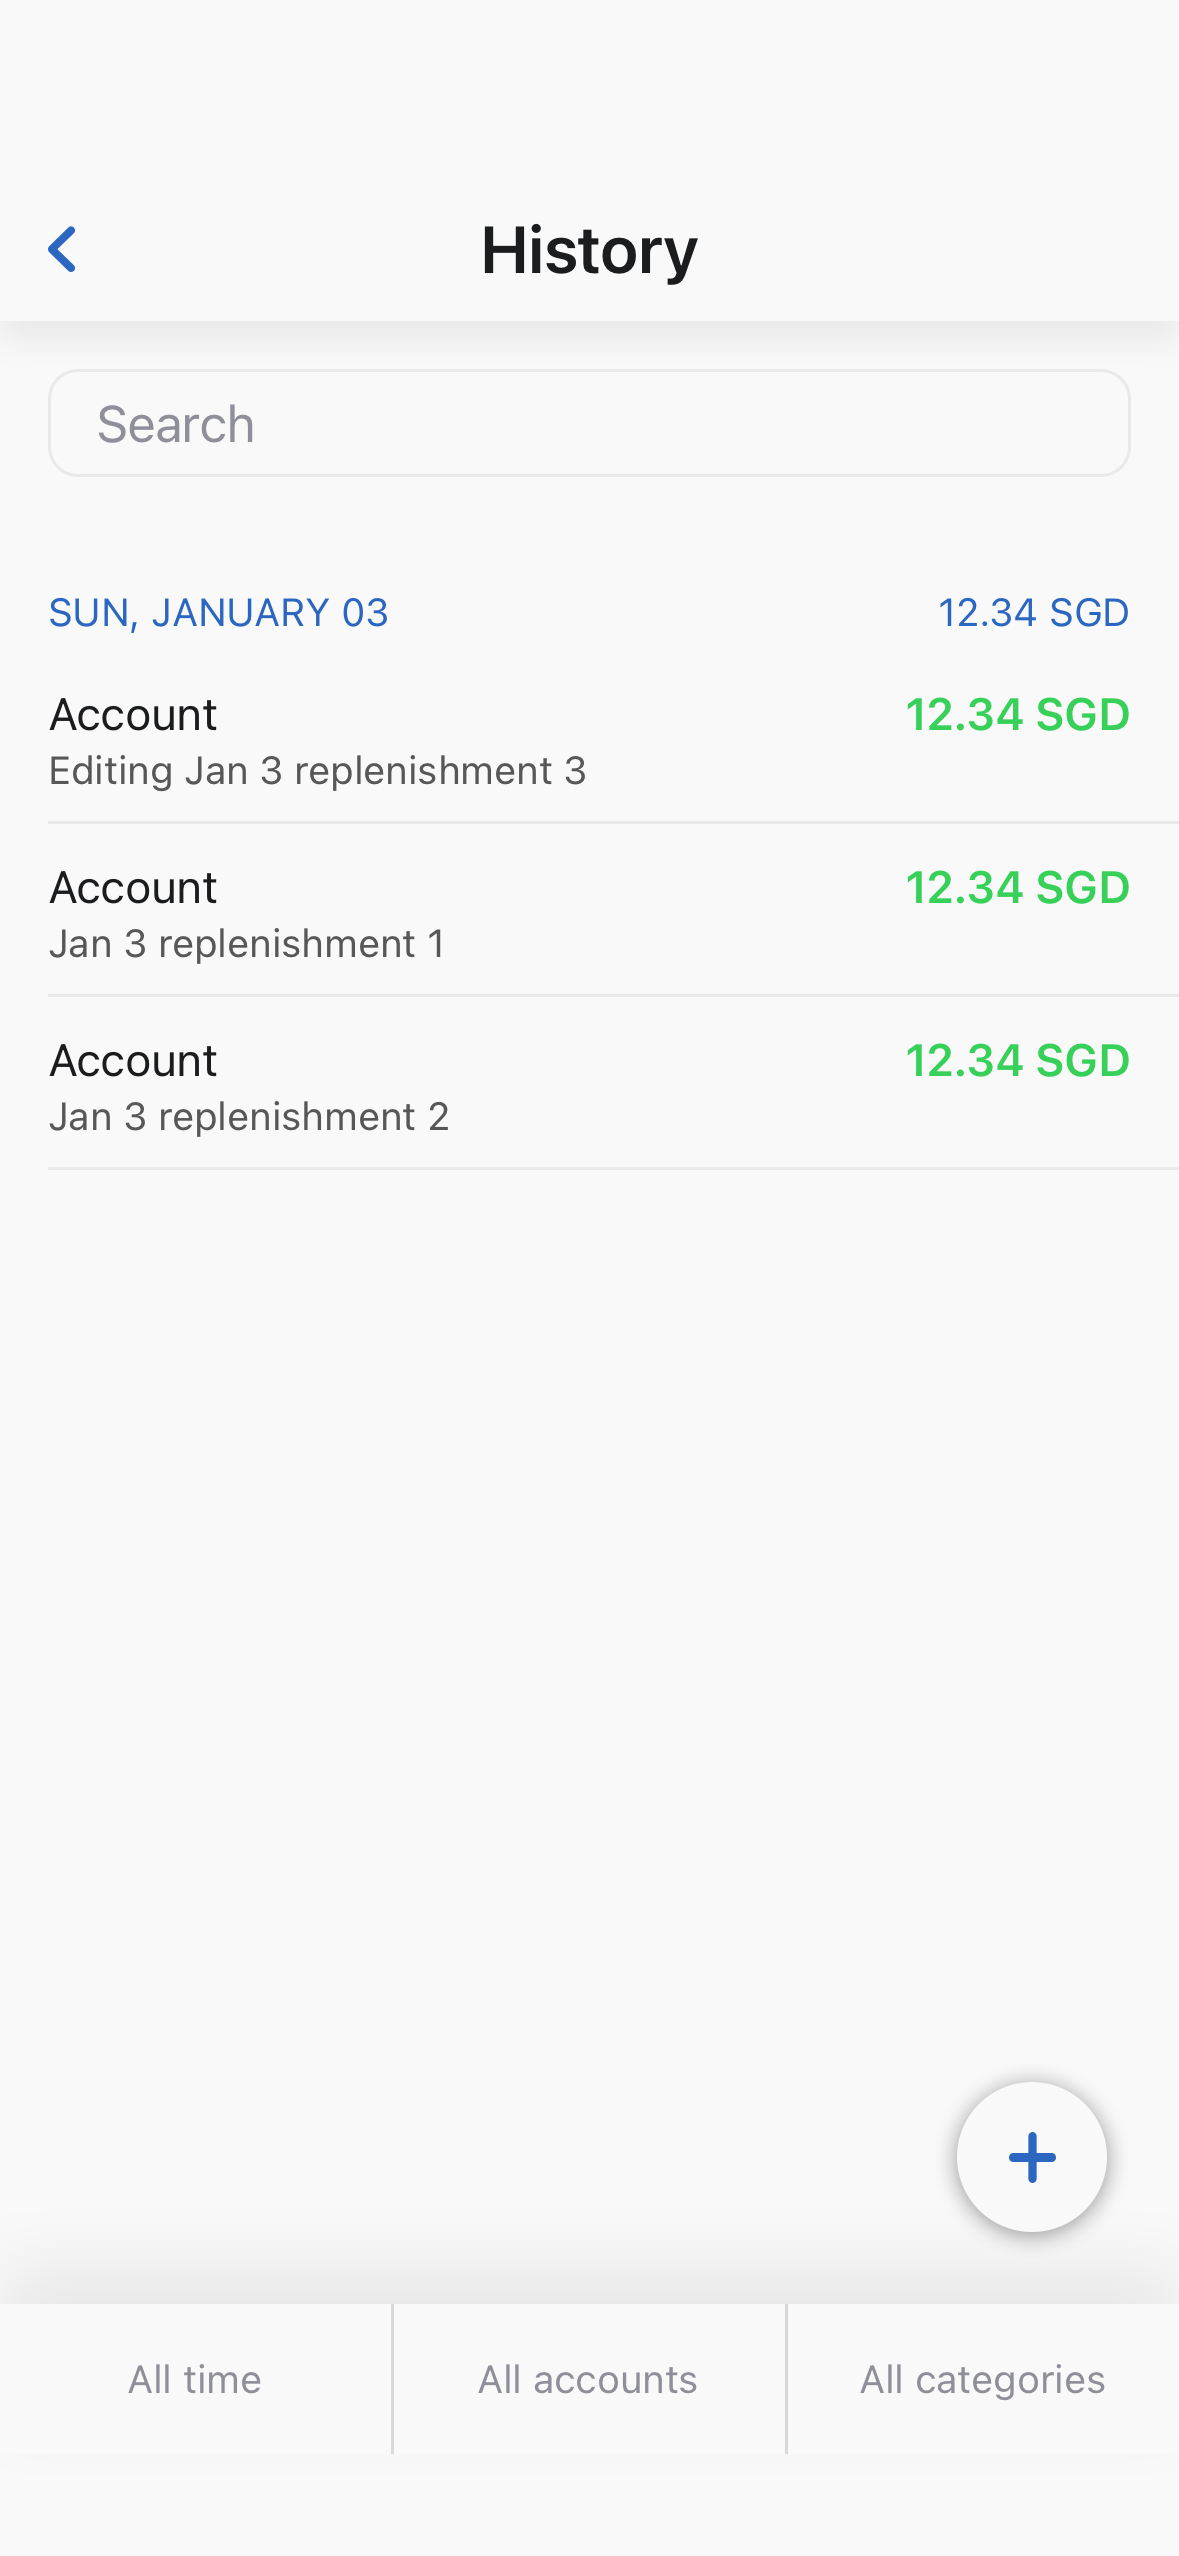 History
Search
SUN, JANUARY 03 12.34 SGD
Account 12.34 SGD
Editing Jan 3 replenishment 3
Account 12.34 SGD
Jan 3 replenishment 1
Account 12.34 SGD
Jan 3 replenishment 2
All time All accounts All categories